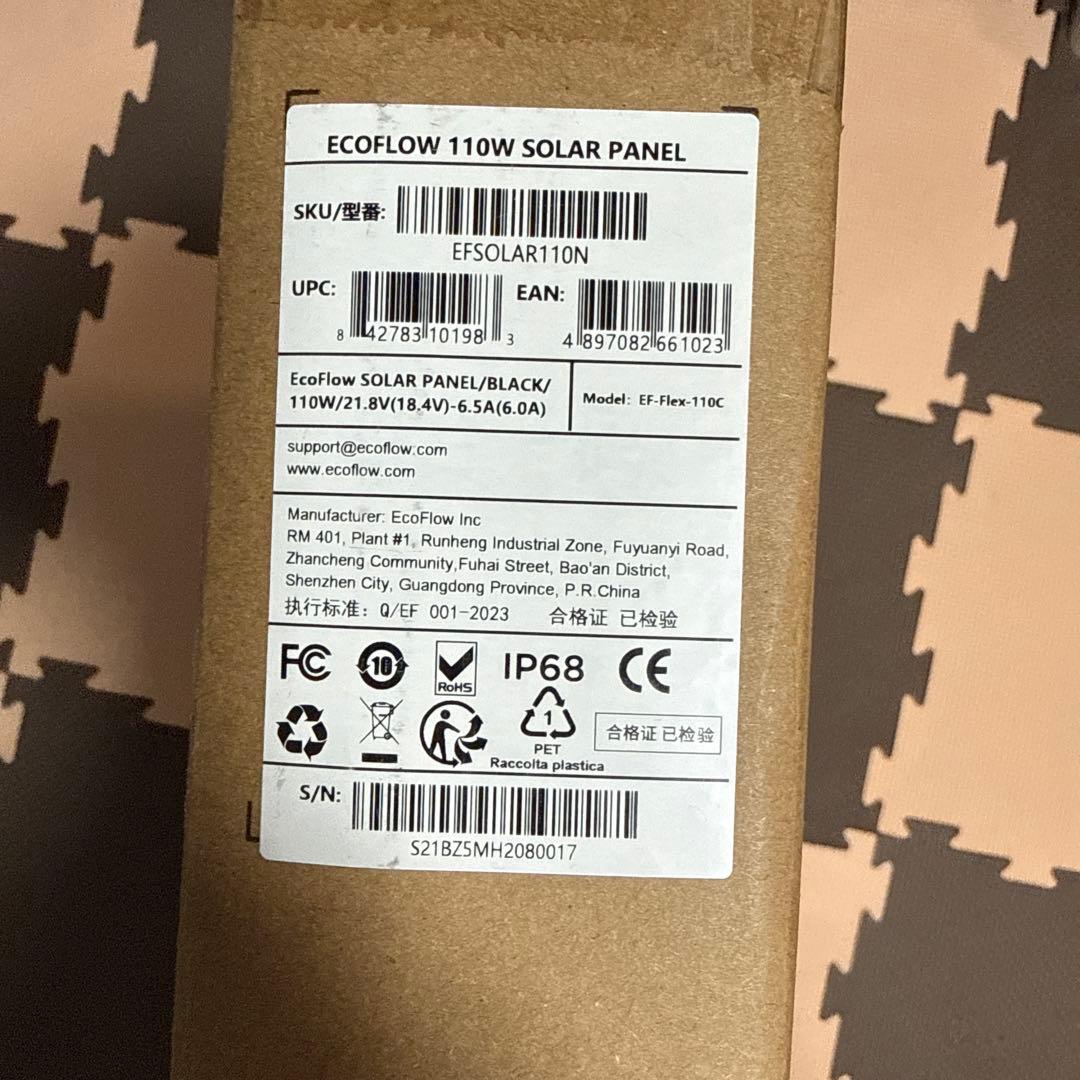 ECOFLOW 110W SOLAR PANEL
SKU/型番:
EFSOLAR110N
UPC:
8 42783 10198 3
EAN:
4 897082 661023
EcoFlow SOLAR PANEL/BLACK/
110W/21.8V(18.4V)-6.5A(6.0A)
Model: EF-Flex-110C
support@ecoflow.com
www.ecoflow.com
Manufacturer: EcoFlow Inc
RM 401, Plant #1, Runheng Industrial Zone, Fuyuanyi Road,
Zhancheng Community,Fuhai Street, Bao'an District,
Shenzhen City, Guangdong Province, P.R.China
执行标准: Q/EF 001-2023 合格证 已检验
FC 10 RoHS IP68 CE
1
PET
Raccolta plastica
合格证 已检验
S/N:
S21BZ5MH2080017